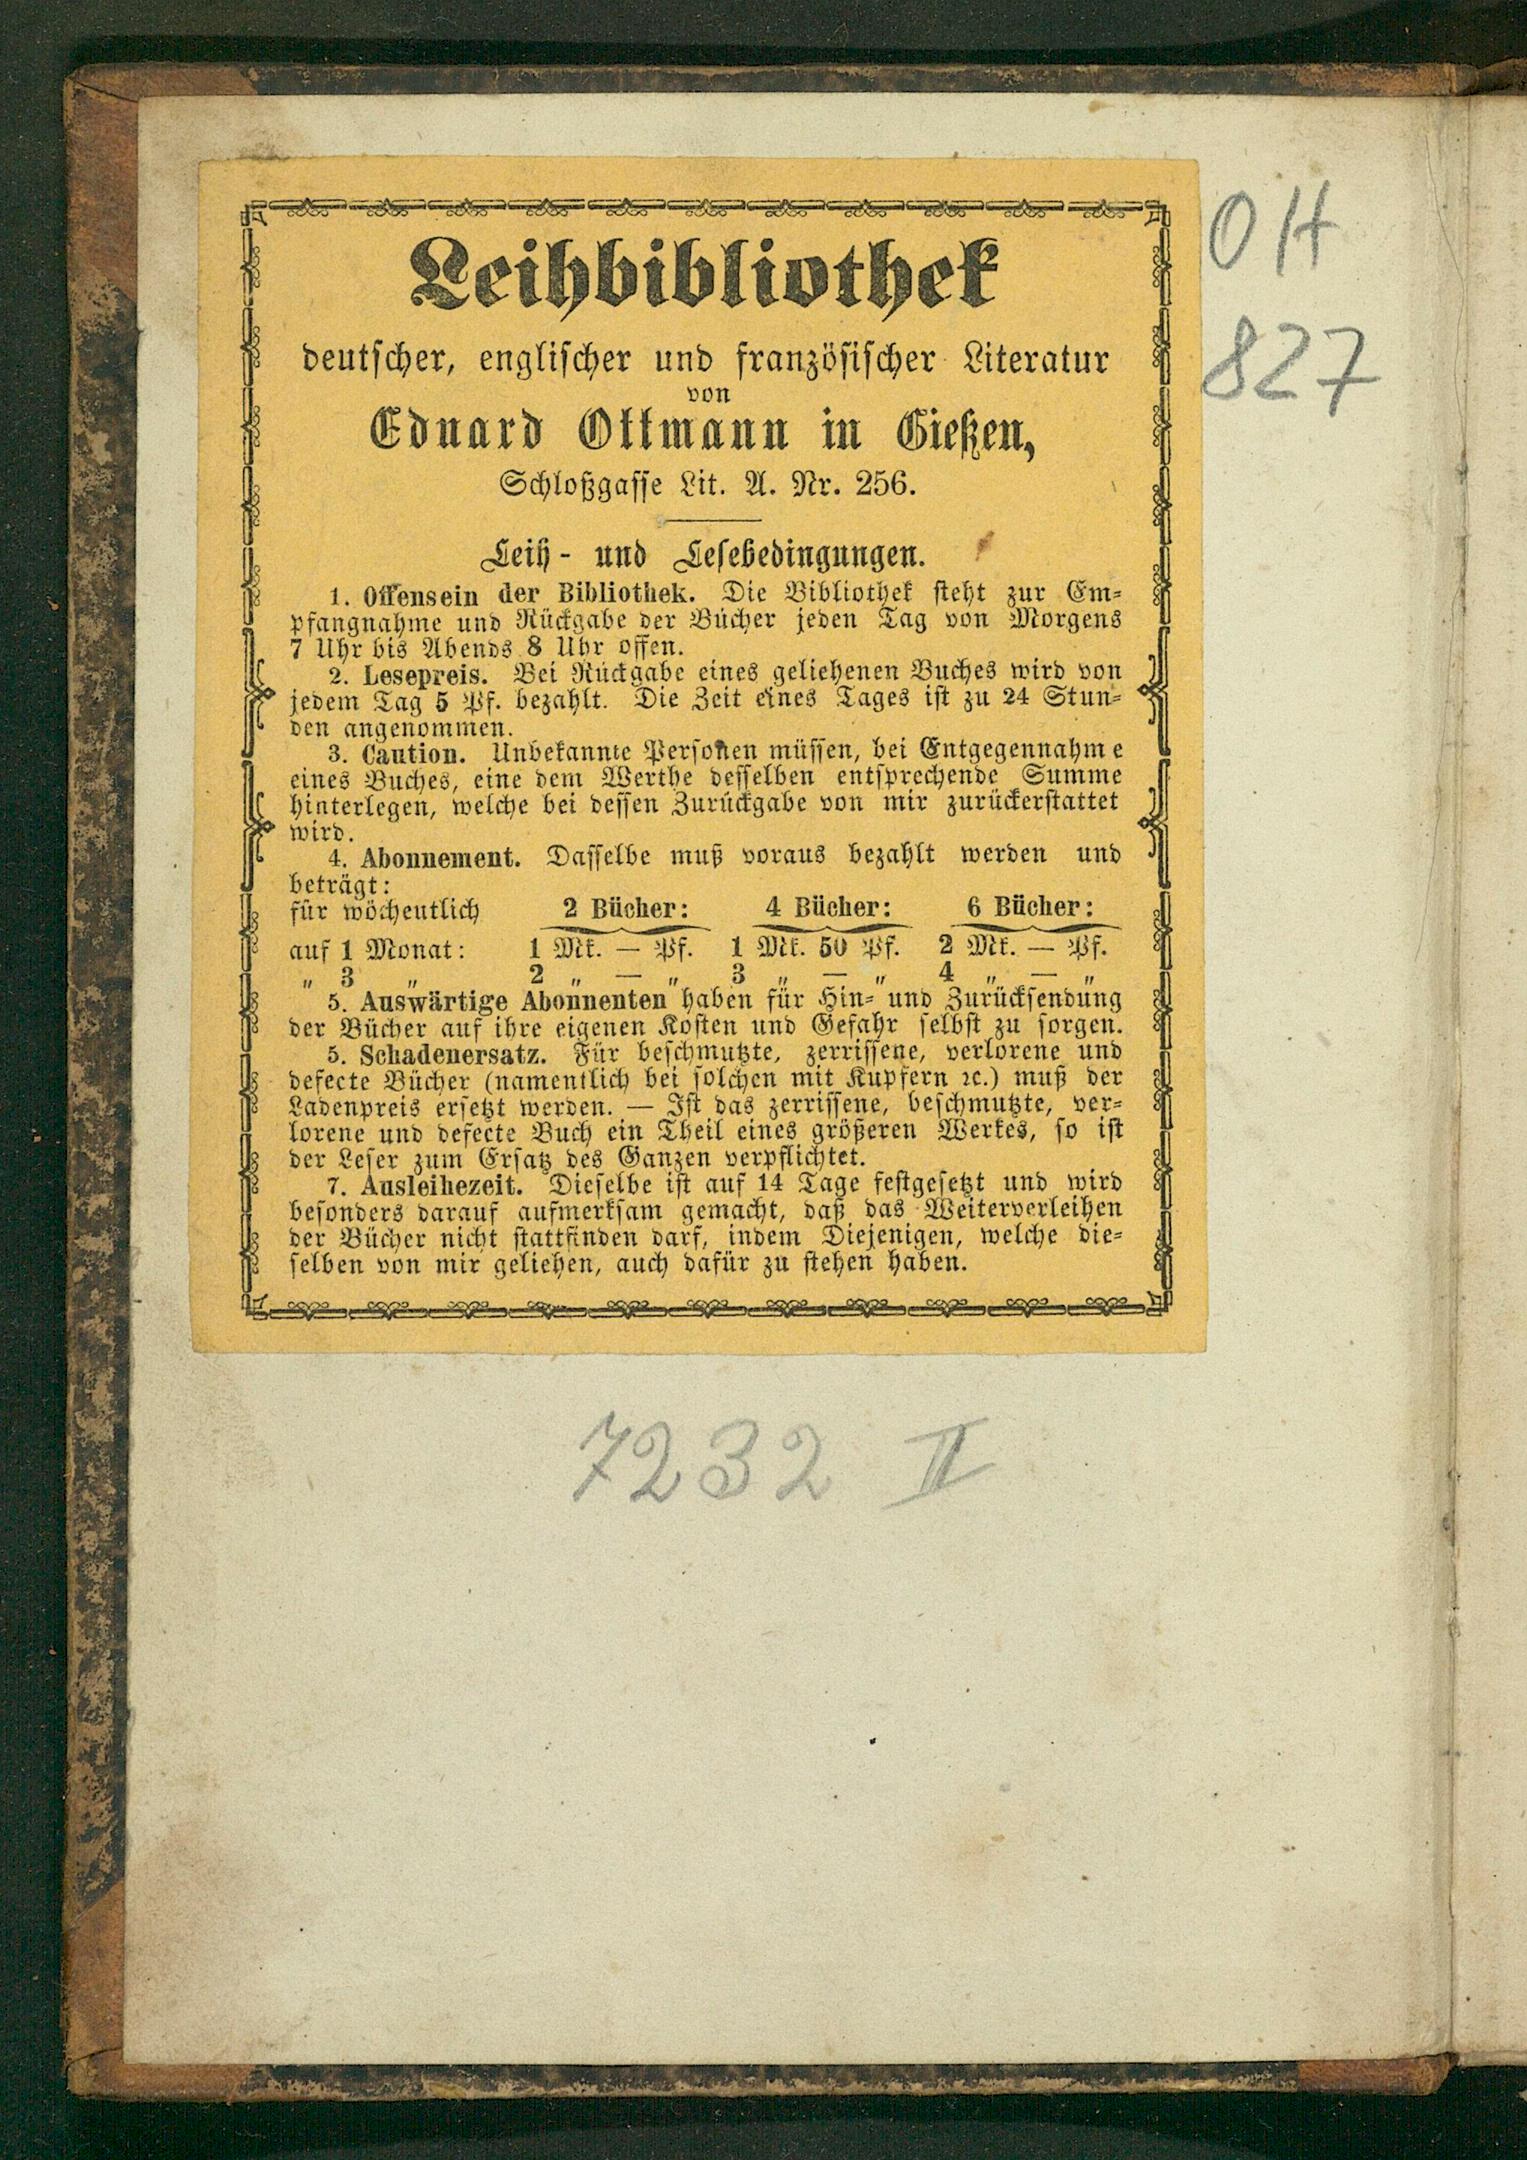 Leihbibliothek
deutscher, englischer und französischer Literatur
von
Eduard Ottmann in Gießen,
Schloßgasse Lit. A. Nr. 256.
Leih- und Lesebedingungen.
1. Offensein der Bibliothek. Die Bibliothek steht zur Em-
pfangnahme und Rückgabe der Bücher jeden Tag von Morgens
7 Uhr bis Abends 8 Uhr offen.
2. Lesepreis. Bei Rückgabe eines geliehenen Buches wird von
jedem Tag 5 Pf. bezahlt. Die Zeit eines Tages ist zu 24 Stun-
den angenommen.
3. Caution. Unbekannte Personen müssen, bei Entgegennahme
eines Buches, eine dem Werthe desselben entsprechende Summe
hinterlegen, welche bei dessen Zurückgabe von mir zurückerstattet
wird.
4. Abonnement. Dasselbe muß voraus bezahlt werden und
beträgt:
für wöchentlich 2 Bücher: 4 Bücher: 6 Bücher:
auf 1 Monat: 1 Mk. — Pf. 1 Mk. 50 Pf. 2 Mk. — Pf.
„ 3 „ 2 „ — „ 3 „ — „ 4 „ — „
5. Auswärtige Abonnenten haben für Hin- und Zurücksendung
der Bücher auf ihre eigenen Kosten und Gefahr selbst zu sorgen.
5. Schadenersatz. Für beschmutzte, zerrissene, verlorene und
defecte Bücher (namentlich bei solchen mit Kupfern ꝛc.) muß der
Ladenpreis ersetzt werden. — Ist das zerrissene, beschmutzte, ver-
lorene und defecte Buch ein Theil eines größeren Werkes, so ist
der Leser zum Ersatz des Ganzen verpflichtet.
7. Ausleihezeit. Dieselbe ist auf 14 Tage festgesetzt und wird
besonders darauf aufmerksam gemacht, daß das Weiterverleihen
der Bücher nicht stattfinden darf, indem Diejenigen, welche die-
selben von mir geliehen, auch dafür zu stehen haben.
OH
827
7232 II